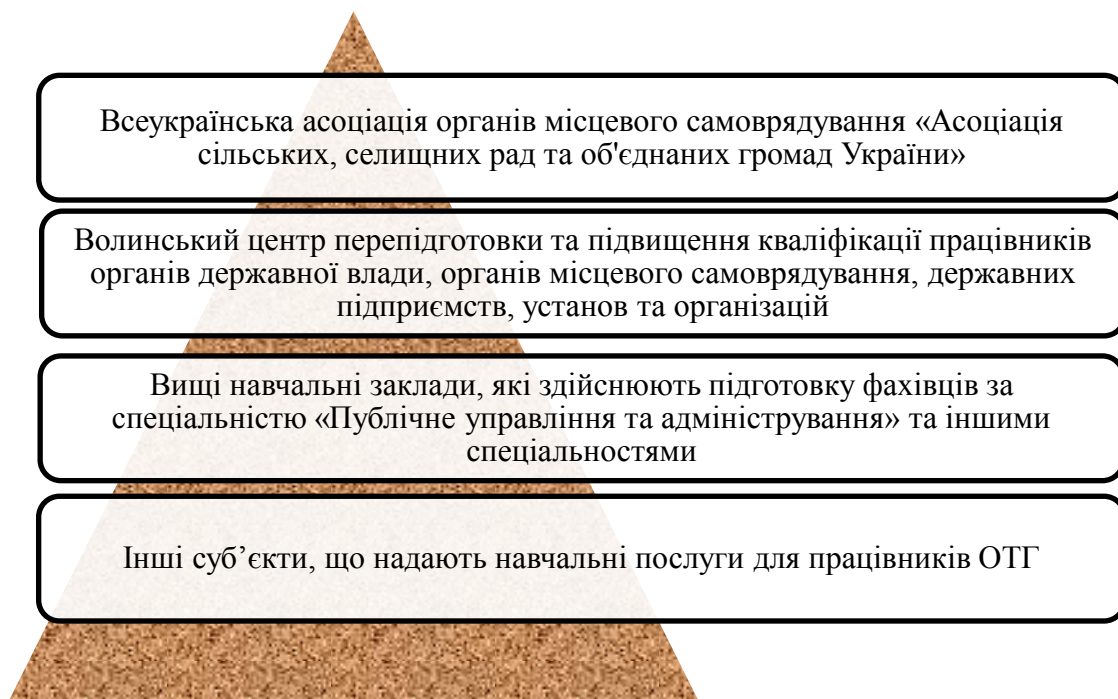 Всеукраїнська асоціація органів місцевого самоврядування «Асоціація
сільських, селищних рад та об'єднаних громад України»
Волинський центр перепідготовки та підвищення кваліфікації працівників
органів державної влади, органів місцевого самоврядування, державних
підприємств, установ та організацій
Вищі навчальні заклади, які здійснюють підготовку фахівців за
спеціальністю «Публічне управління та адміністрування» та іншими
спеціальностями
Інші суб’єкти, що надають навчальні послуги для працівників ОТГ